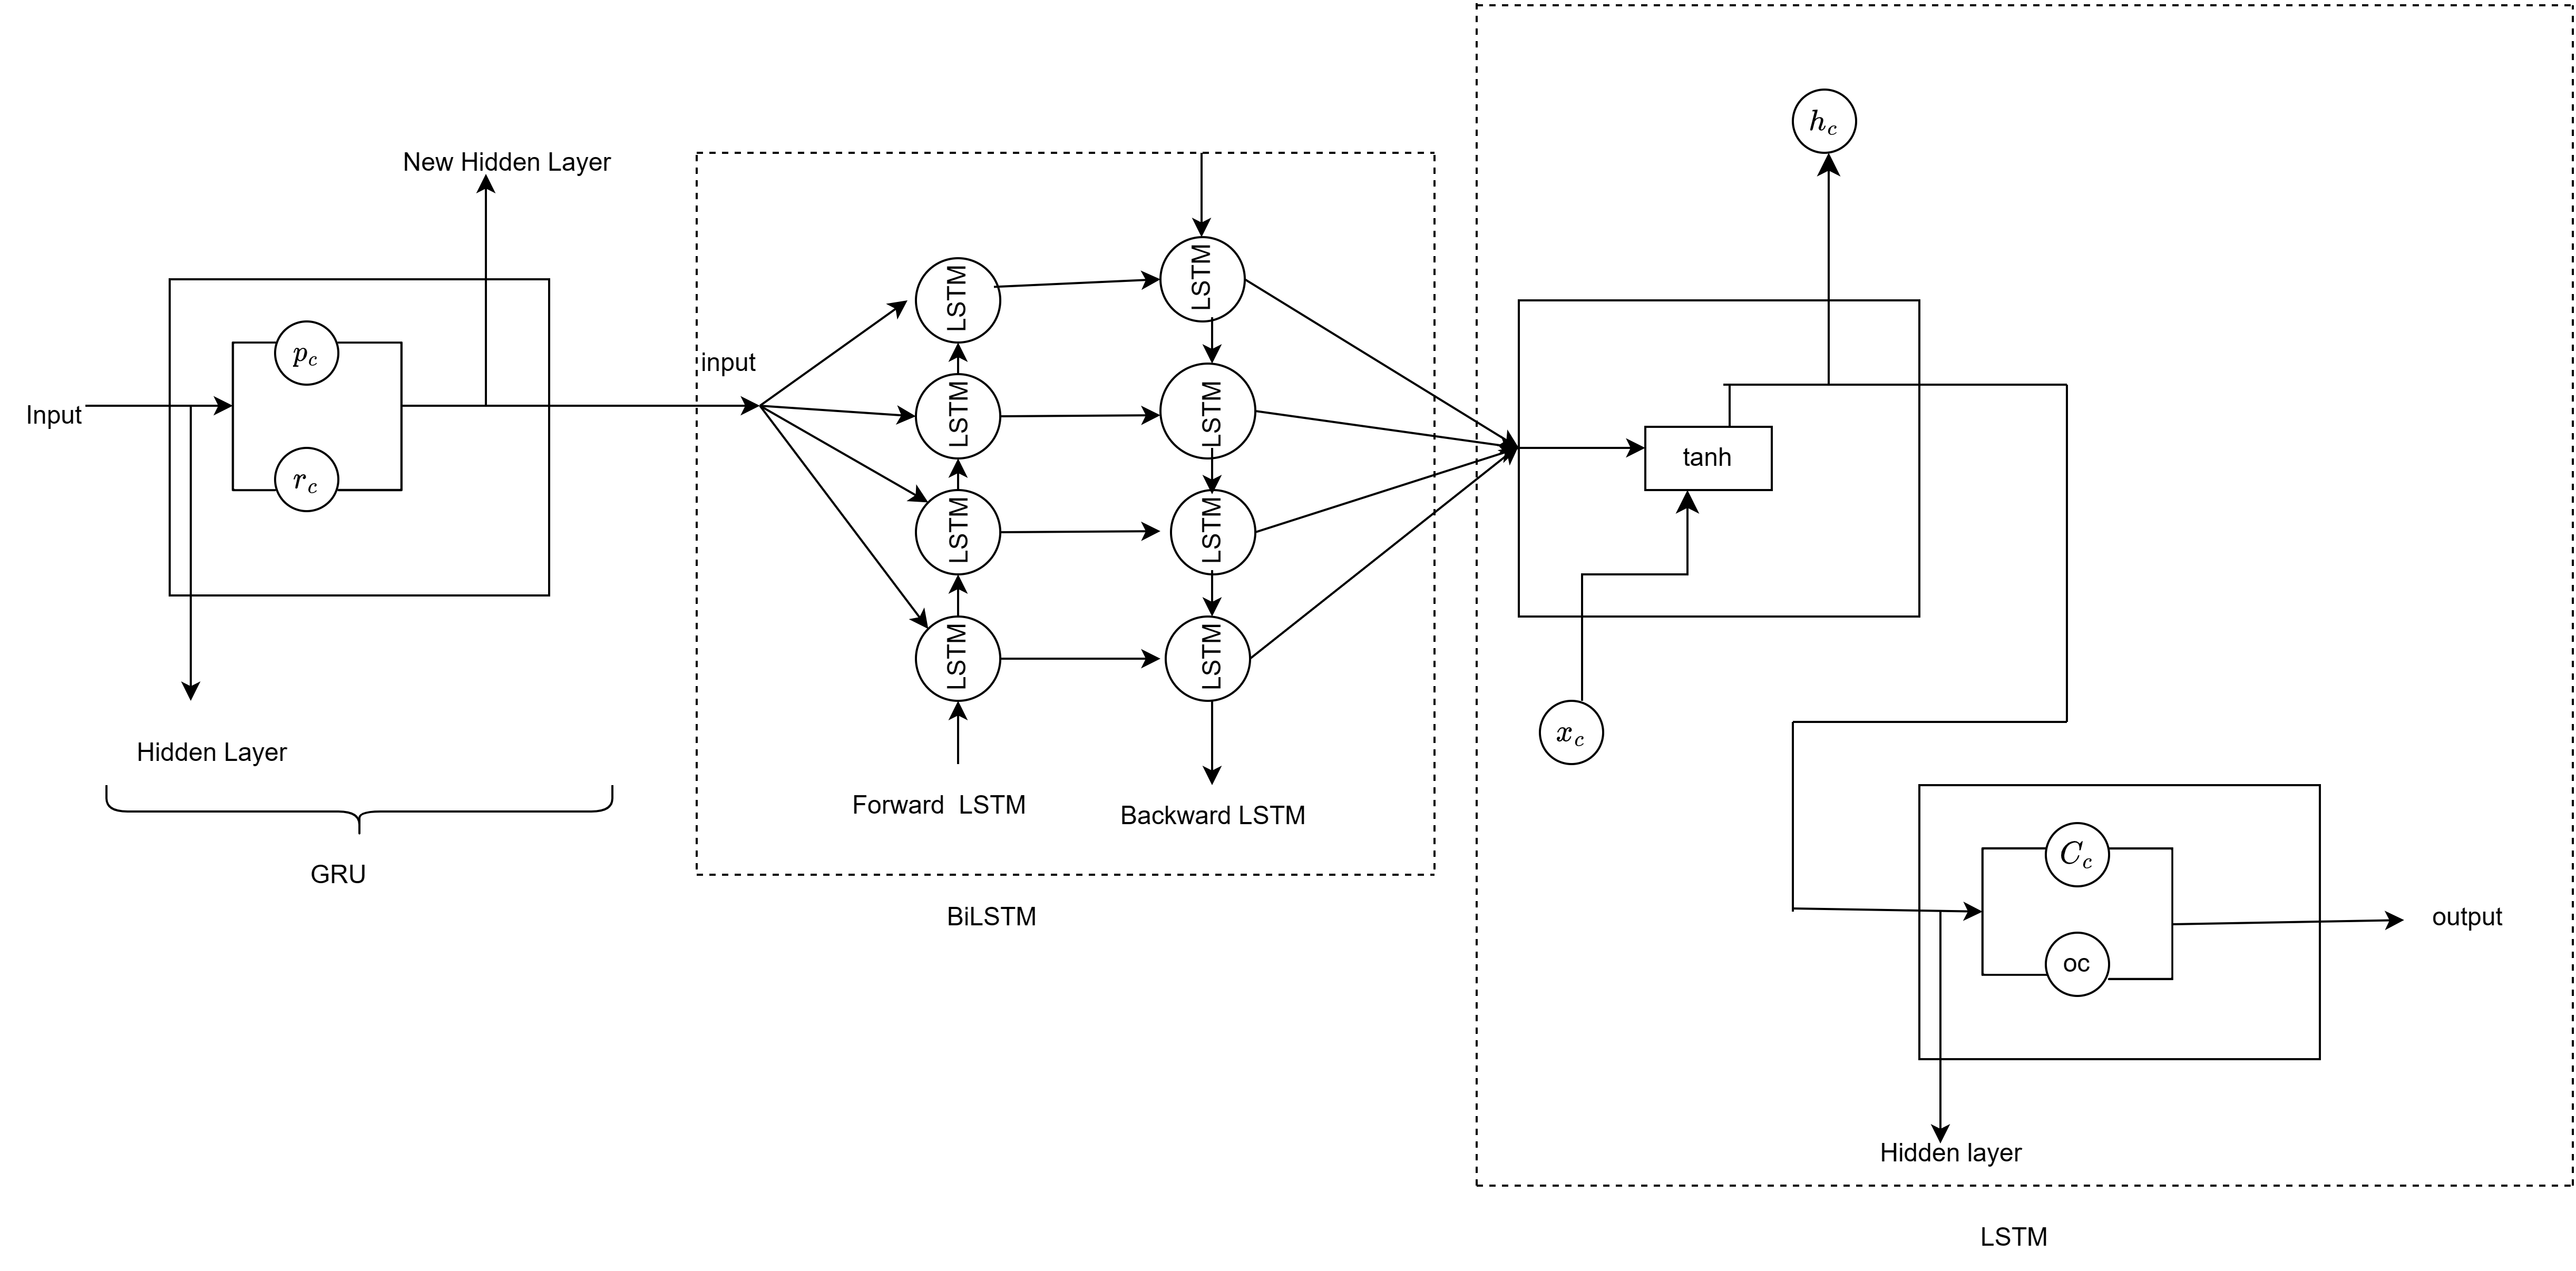 New Hidden Layer
Input
p_c
r_c
Hidden Layer
GRU
input
LSTM
LSTM
LSTM
LSTM
LSTM
LSTM
LSTM
LSTM
Forward LSTM
Backward LSTM
BiLSTM
h_c
tanh
x_c
C_c
oc
output
Hidden layer
LSTM